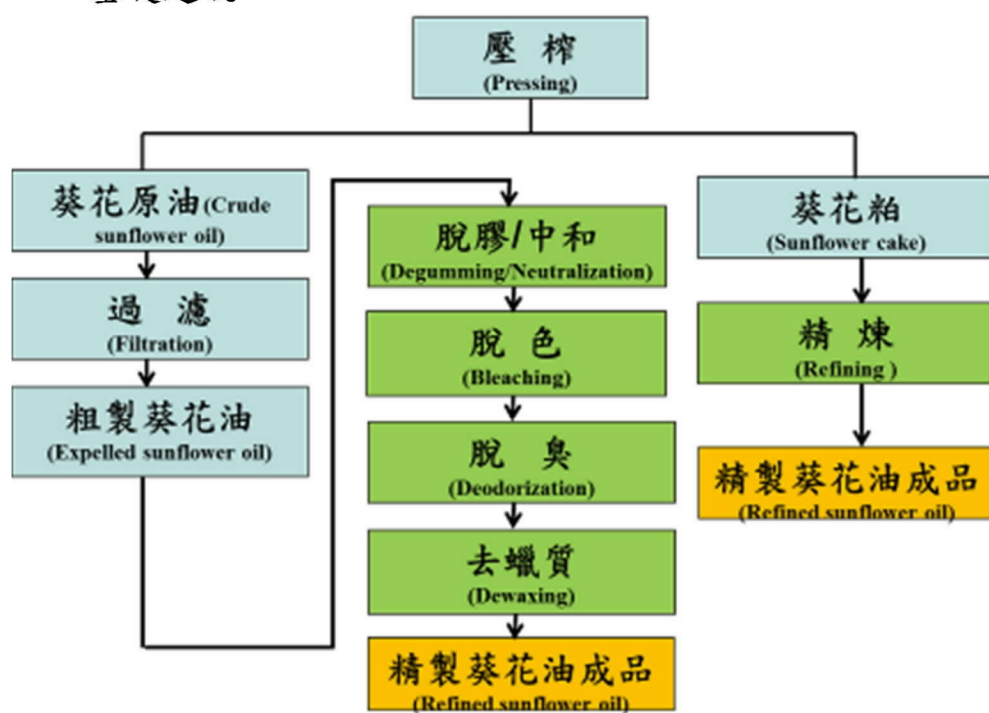 壓 榨
(Pressing)
葵花原油(Crude
sunflower oil)
過 濾
(Filtration)
粗製葵花油
(Expelled sunflower oil)
脫膠/中和
(Degumming/Neutralization)
脫 色
(Bleaching)
脫 臭
(Deodorization)
去蠟質
(Dewaxing)
精製葵花油成品
(Refined sunflower oil)
葵花粕
(Sunflower cake)
精 煉
(Refining )
精製葵花油成品
(Refined sunflower oil)